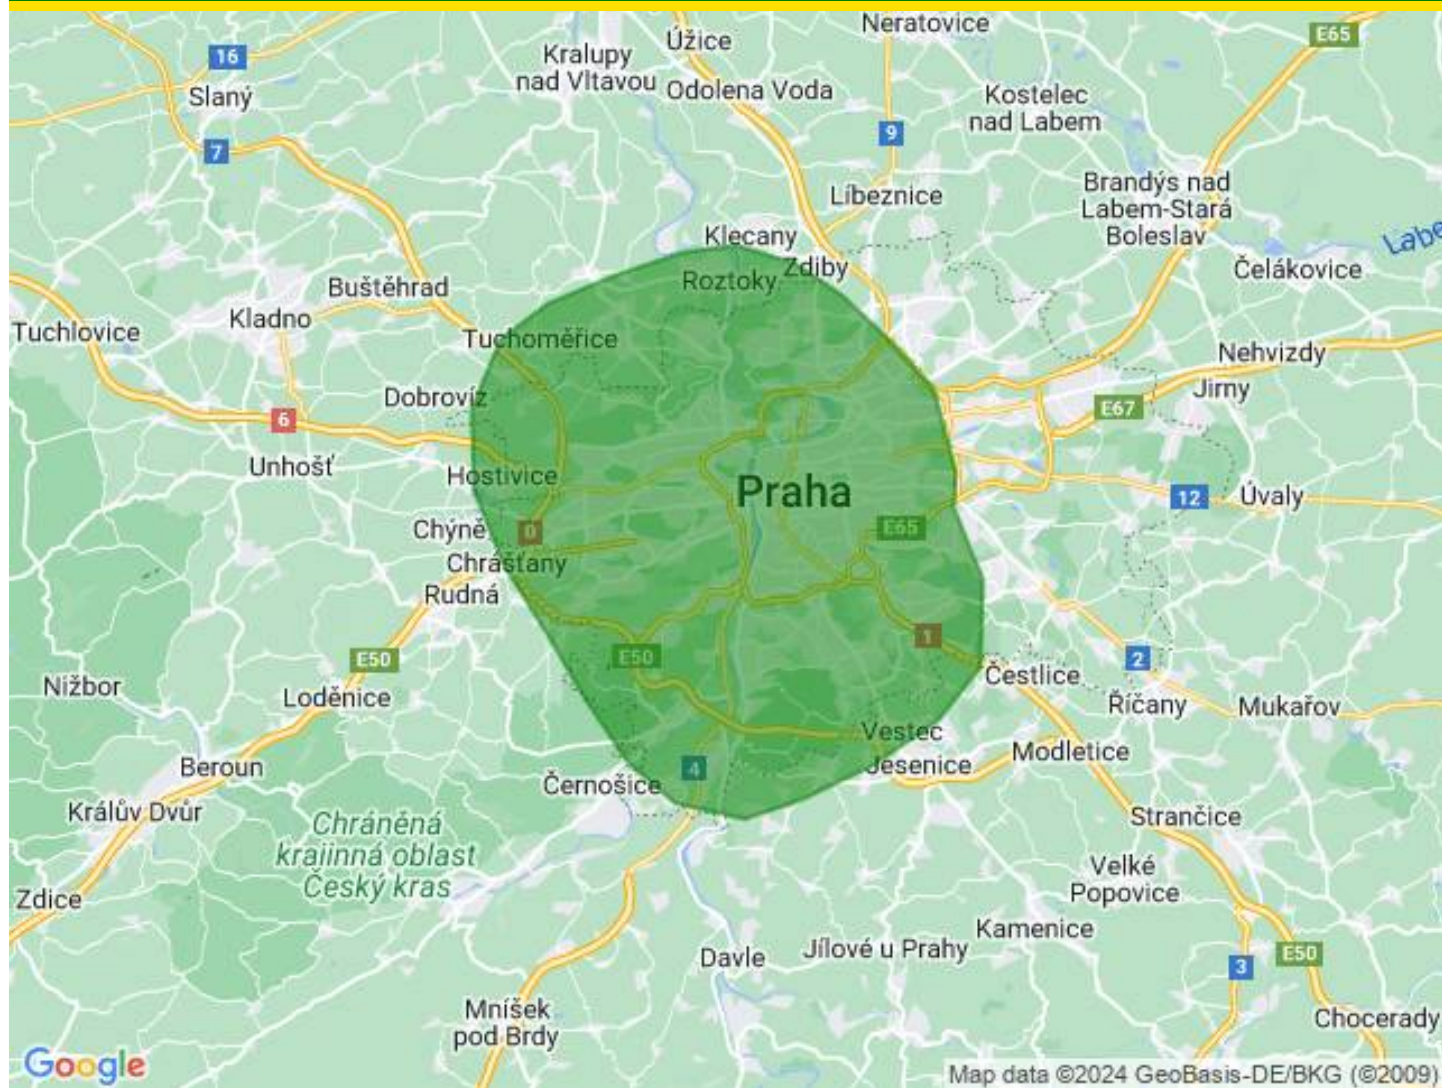 Neratovice
E65
Úžice
Kralupy
nad Vltavou
16
Odolena Voda
Kostelec
nad Labem
Slaný
9
7
Brandýs nad
Labem-Stará
Boleslav
Líbeznice
Klecany
Labe
Zdiby
Čelákovice
Roztoky
Buštěhrad
Kladno
Tuchlovice
Tuchoměřice
Nehvizdy
Jirny
Dobrovíz
E67
6
Unhošť
Hostivice
Praha
12
Úvaly
Chýně
0
E65
Chrášťany
Rudná
1
E50
E50
2
Čestlice
Nižbor
Loděnice
Říčany
Mukařov
Vestec
Modletice
Beroun
4
Jesenice
Černošice
Králův Dvůr
Chráněná
krajinná oblast
Český kras
Strančice
Velké
Popovice
Zdice
Kamenice
Davle
Jílové u Prahy
E50
3
Mníšek
pod Brdy
Chocerady
Google
Map data ©2024 GeoBasis-DE/BKG (©2009)